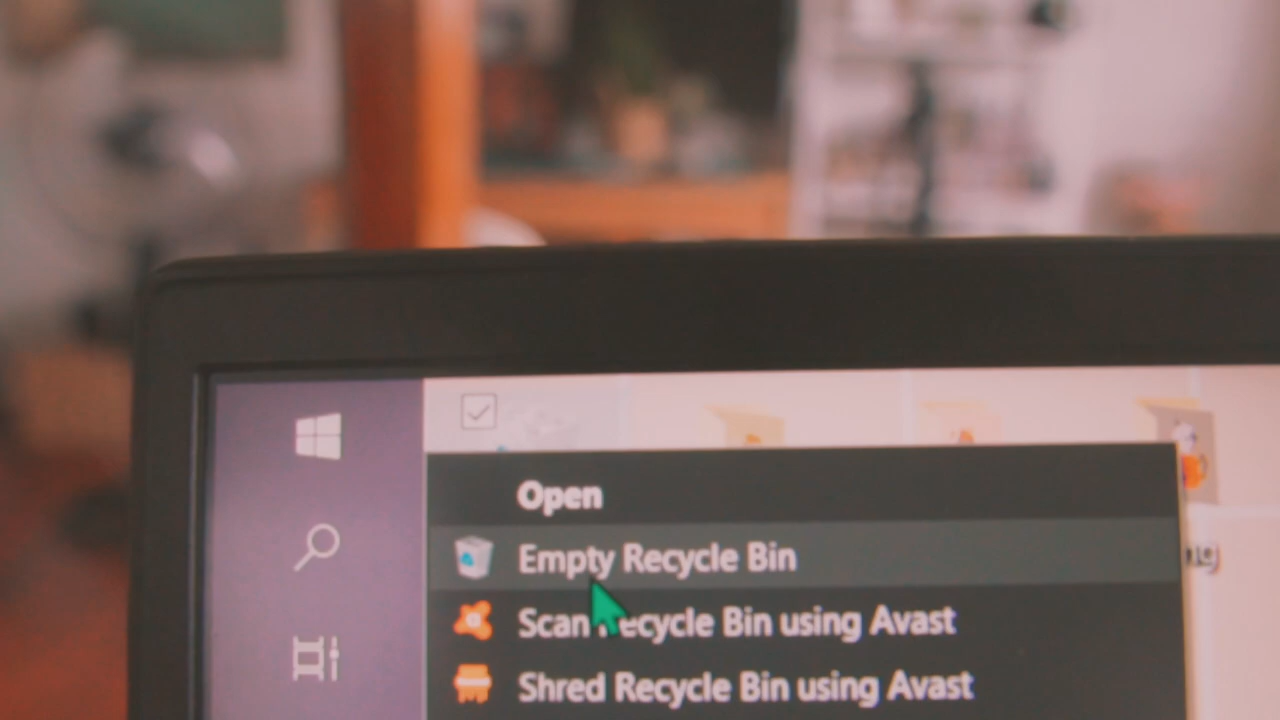 Open
Empty Recycle Bin
Scan Recycle Bin using Avast
Shred Recycle Bin using Avast